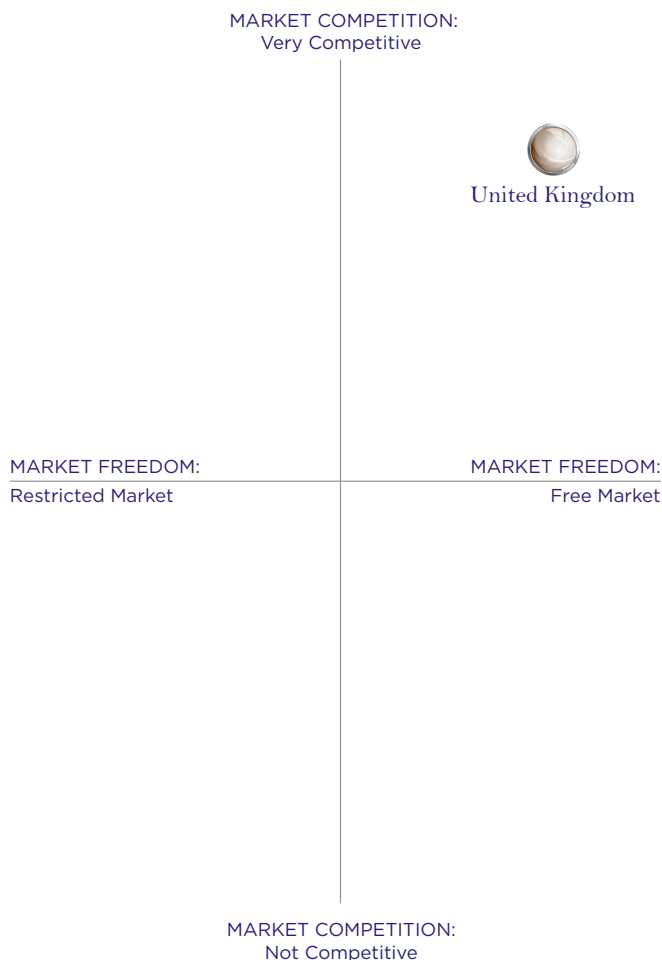 MARKET COMPETITION:
Very Competitive
United Kingdom
MARKET FREEDOM:
Restricted Market
MARKET FREEDOM:
Free Market
MARKET COMPETITION:
Not Competitive